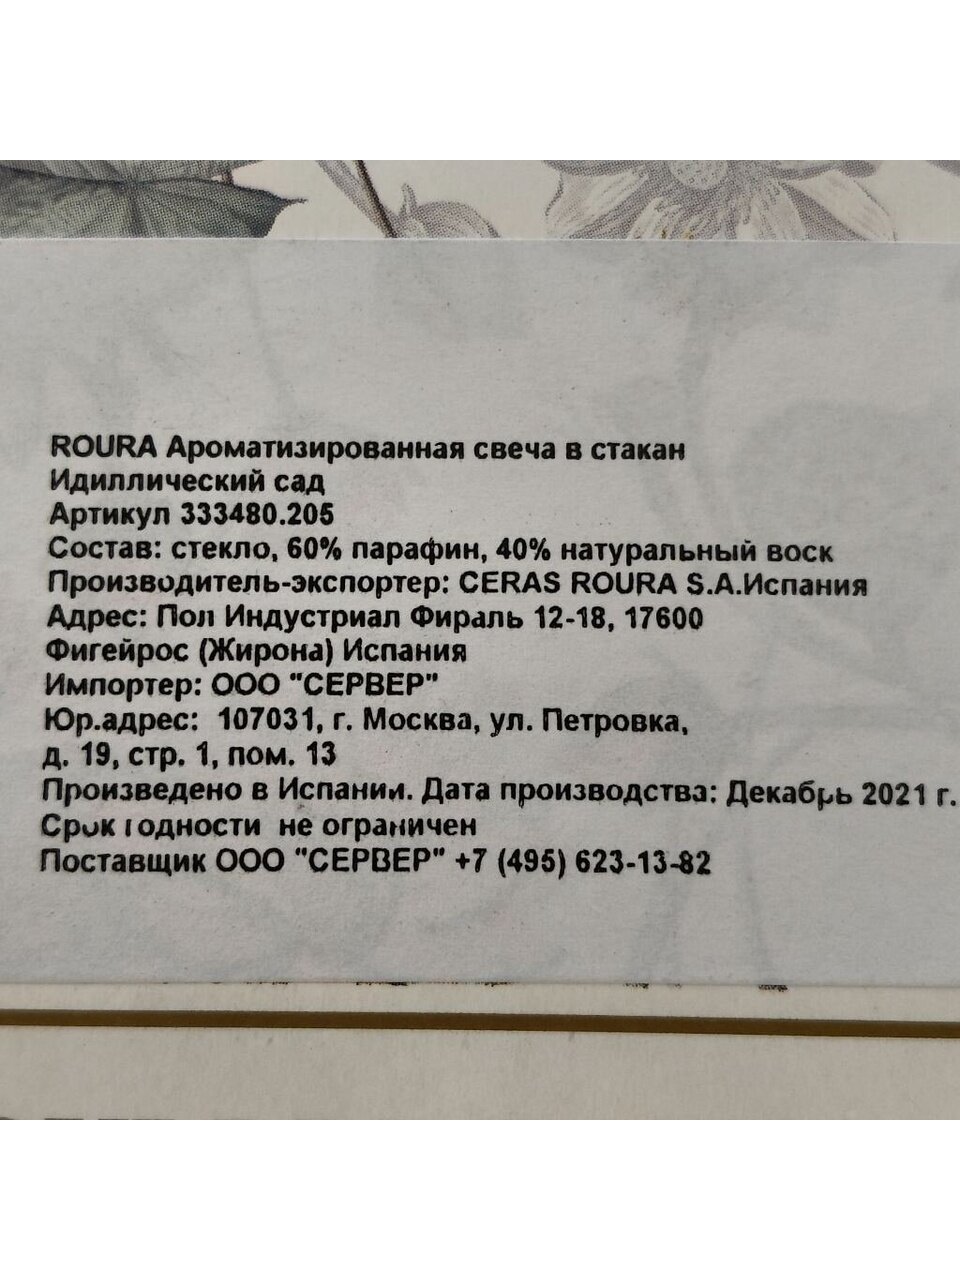 ROURA Ароматизированная свеча в стакан
Идиллический сад
Артикул 333480.205
Состав: стекло, 60% парафин, 40% натуральный воск
Производитель-экспортер: CERAS ROURA S.A.Испания
Адрес: Пол Индустриал Фираль 12-18, 17600
Фигейрос (Жирона) Испания
Импортер: ООО "СЕРВЕР"
Юр.адрес: 107031, г. Москва, ул. Петровка,
д. 19, стр. 1, пом. 13
Произведено в Испании. Дата производства: Декабрь 2021 г.
Срок годности не ограничен
Поставщик ООО "СЕРВЕР" +7 (495) 623-13-82